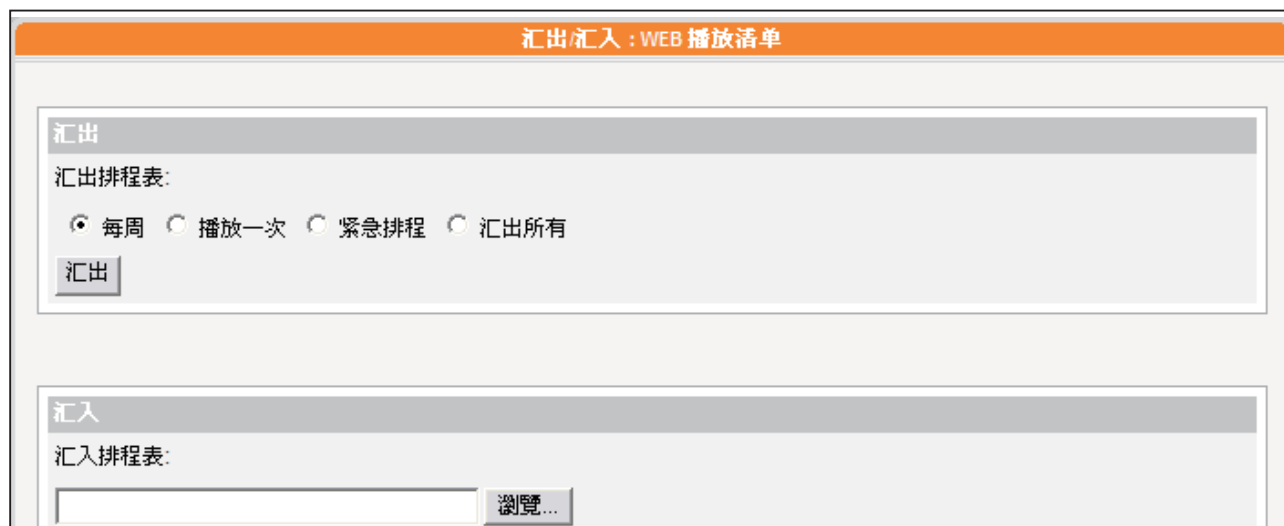 汇出/汇入 : WEB 播放清单
汇出
汇出排程表:
每周 播放一次 紧急排程 汇出所有
汇出
汇入
汇入排程表:
瀏覽...